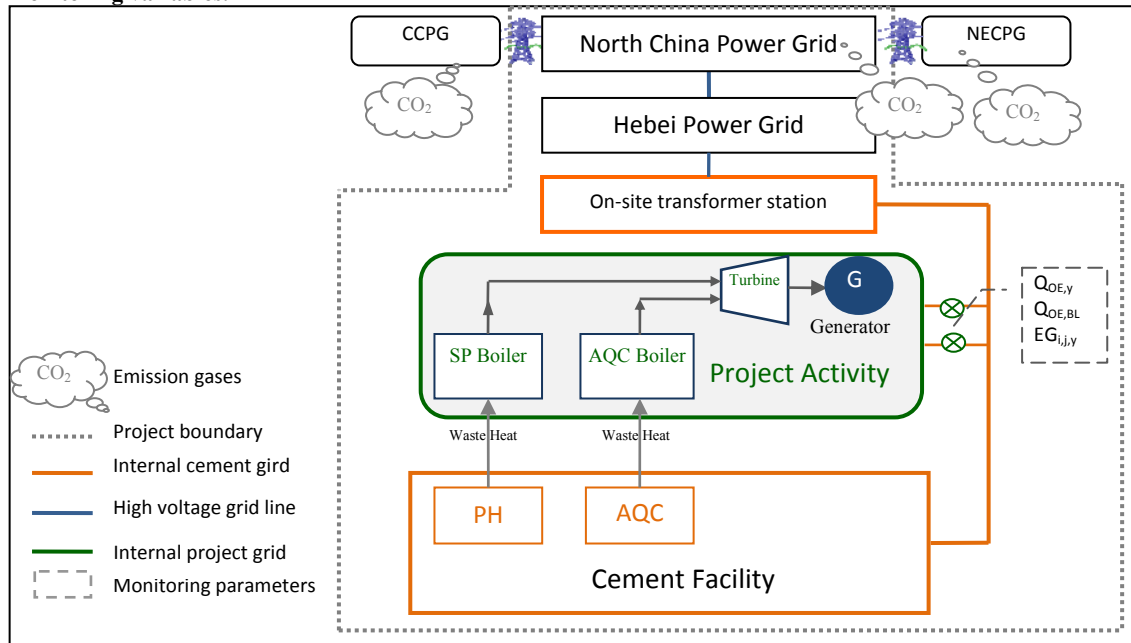 CCPG
North China Power Grid
NECPG
CO2
CO2
CO2
Hebei Power Grid
On-site transformer station
Turbine
G
Generator
QOE,y
QOE,BL
EGi,j,y
SP Boiler
AQC Boiler
Project Activity
CO2
Emission gases
Waste Heat
Waste Heat
Project boundary
Internal cement gird
PH
AQC
High voltage grid line
Internal project grid
Monitoring parameters
Cement Facility